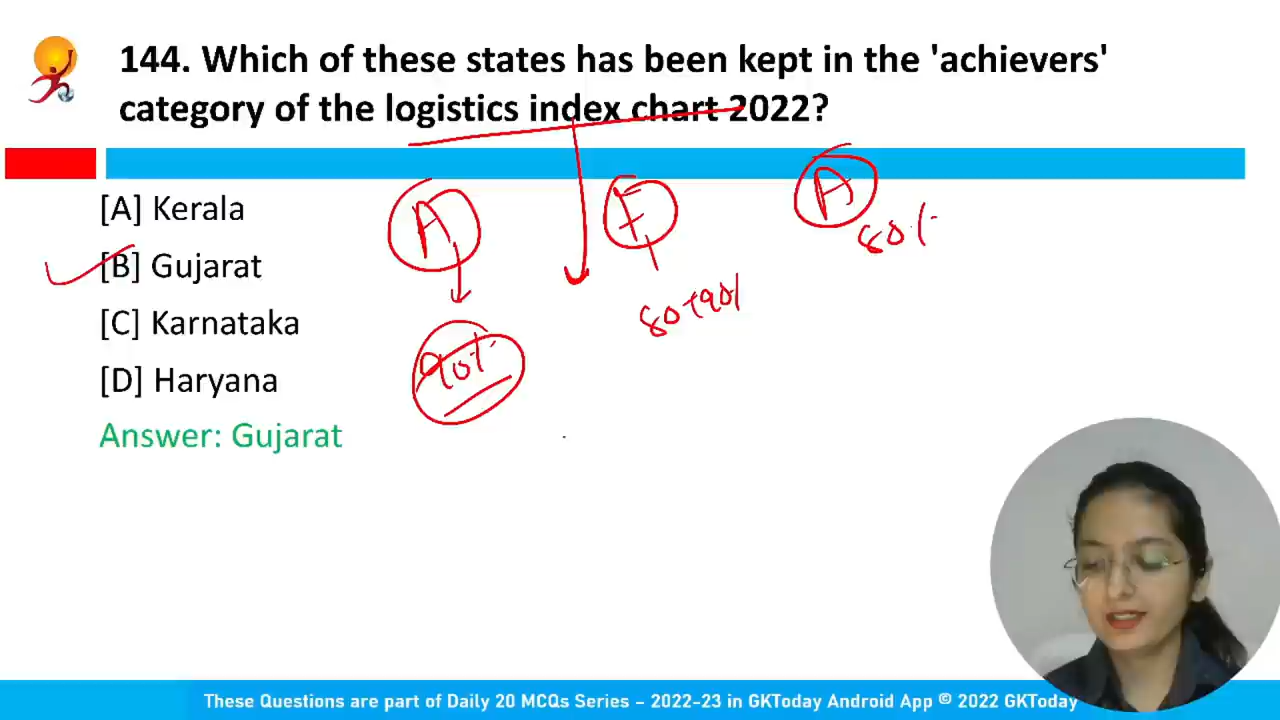 144. Which of these states has been kept in the 'achievers'
category of the logistics index chart 2022?
[A] Kerala
[B] Gujarat
[C] Karnataka
[D] Haryana
Answer: Gujarat
A
F
A
80%
80-90%
90%
These Questions are part of Daily 20 MCQs Series – 2022-23 in GKToday Android App © 2022 GKToday